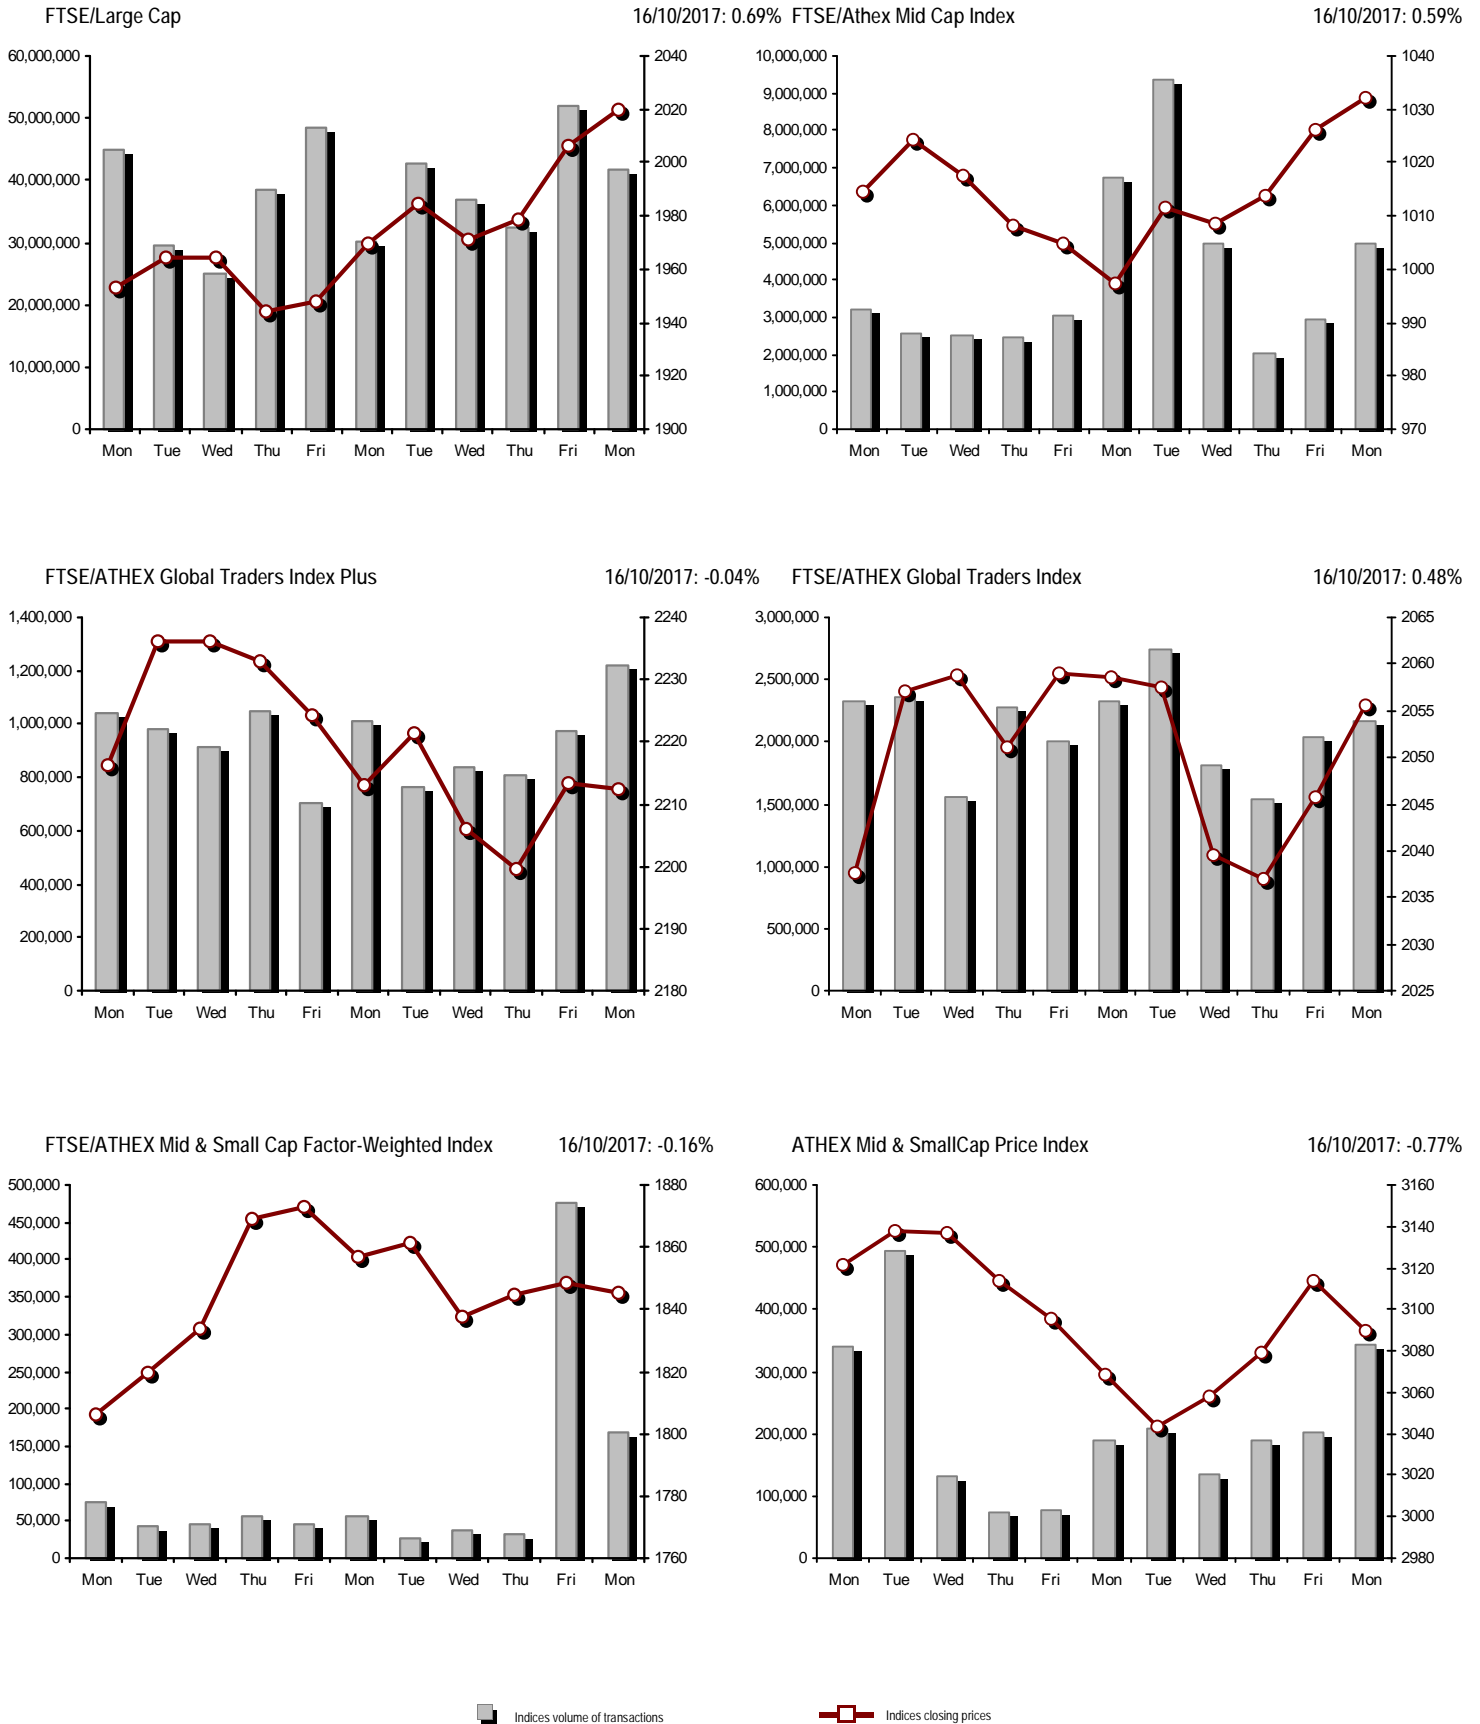 FTSE/Large Cap 16/10/2017: 0.69% FTSE/Athex Mid Cap Index 16/10/2017: 0.59%
60,000,000 2040 10,000,000 1040
9,000,000
50,000,000 2020 1030
8,000,000
2000 7,000,000 1020
40,000,000
6,000,000
1980 1010
30,000,000 5,000,000
1960 4,000,000 1000
20,000,000 3,000,000
1940 990
2,000,000
10,000,000 1920 980
1,000,000
0 1900 0 970
Mon Tue Wed Thu Fri Mon Tue Wed Thu Fri Mon Mon Tue Wed Thu Fri Mon Tue Wed Thu Fri Mon
FTSE/ATHEX Global Traders Index Plus 16/10/2017: -0.04% FTSE/ATHEX Global Traders Index 16/10/2017: 0.48%
1,400,000 2240 3,000,000 2065
1,200,000 2230 2,500,000 2060
2055
1,000,000 2220 2,000,000
2050
800,000 2210 1,500,000 2045
600,000 2200 1,000,000 2040
400,000 2035
200,000 2190 500,000 2030
0 2180 0 2025
Mon Tue Wed Thu Fri Mon Tue Wed Thu Fri Mon Mon Tue Wed Thu Fri Mon Tue Wed Thu Fri Mon
FTSE/ATHEX Mid & Small Cap Factor-Weighted Index 16/10/2017: -0.16% ATHEX Mid & SmallCap Price Index 16/10/2017: -0.77%
500,000 1880 600,000 3160
450,000 3140
400,000 1860 500,000 3120
350,000 1840 400,000 3100
300,000
250,000 1820 300,000 3080
3060
200,000 1800 200,000 3040
150,000
100,000 1780 100,000 3020
50,000 3000
0 1760 0 2980
Mon Tue Wed Thu Fri Mon Tue Wed Thu Fri Mon Mon Tue Wed Thu Fri Mon Tue Wed Thu Fri Mon
Indices volume of transactions Indices closing prices